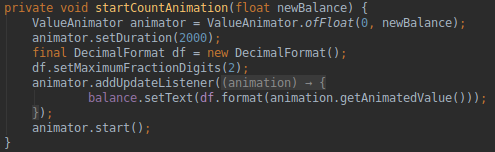 private void startCountAnimation(float newBalance) {
    ValueAnimator animator = ValueAnimator.ofFloat(0, newBalance);
    animator.setDuration(2000);
    final DecimalFormat df = new DecimalFormat();
    df.setMaximumFractionDigits(2);
    animator.addUpdateListener((animation) → {
            balance.setText(df.format(animation.getAnimatedValue()));
    });
    animator.start();
}